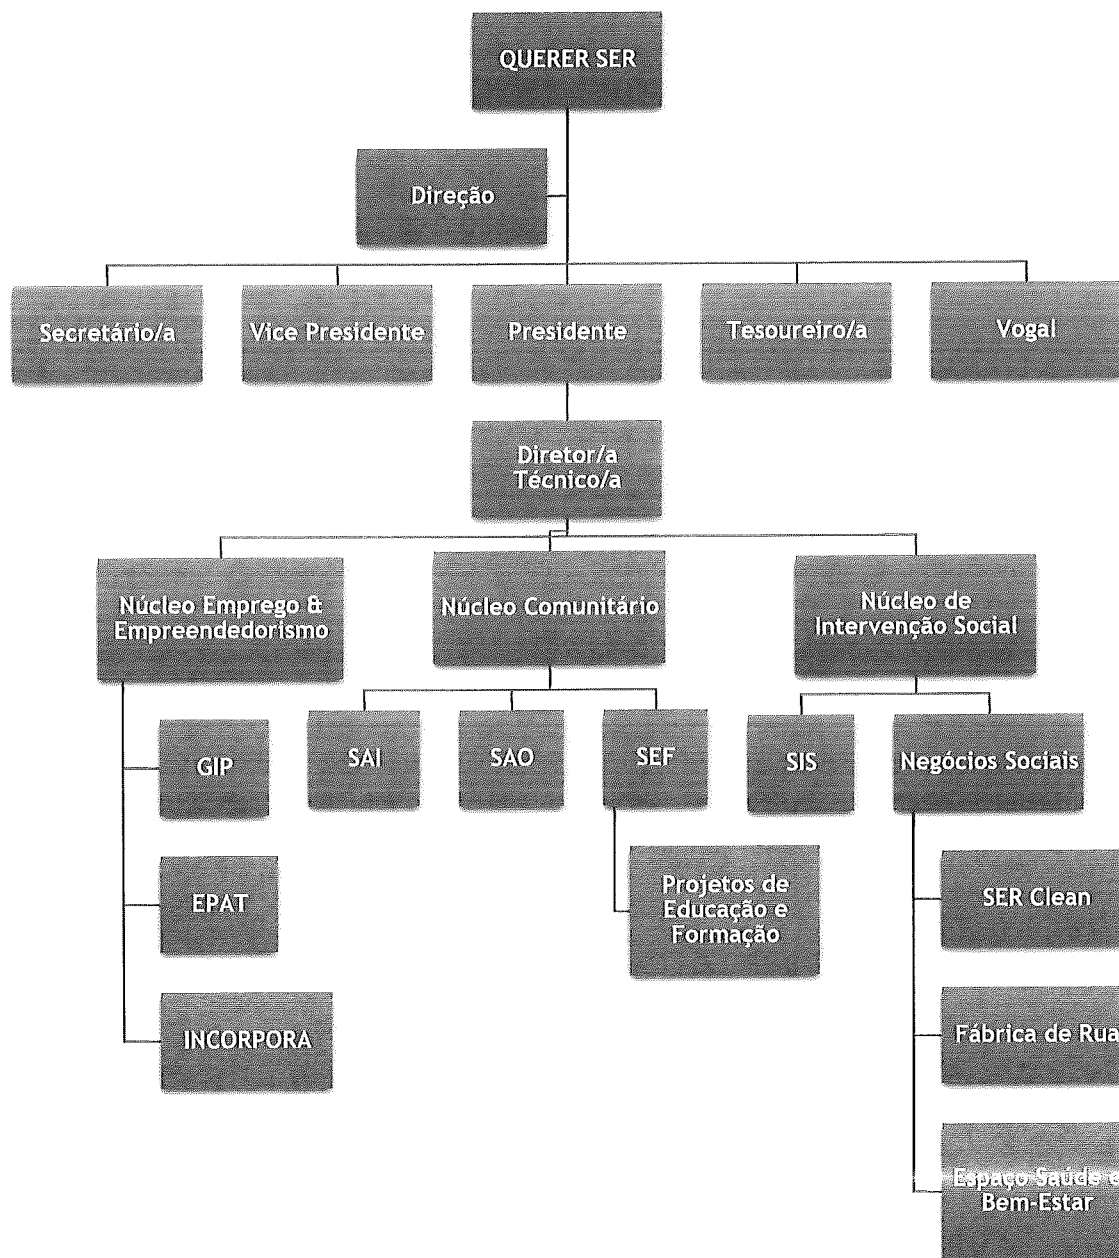 QUERER SER
Direção
Secretário/a
Vice Presidente
Presidente
Tesoureiro/a
Vogal
Diretor/a
Técnico/a
Núcleo Emprego &
Empreendedorismo
Núcleo Comunitário
Núcleo de
Intervenção Social
GIP
EPAT
INCORPORA
SAI
SAO
SEF
Projetos de
Educação e
Formação
SIS
Negócios Sociais
SER Clean
Fábrica de Rua
Espaço Saúde e
Bem-Estar